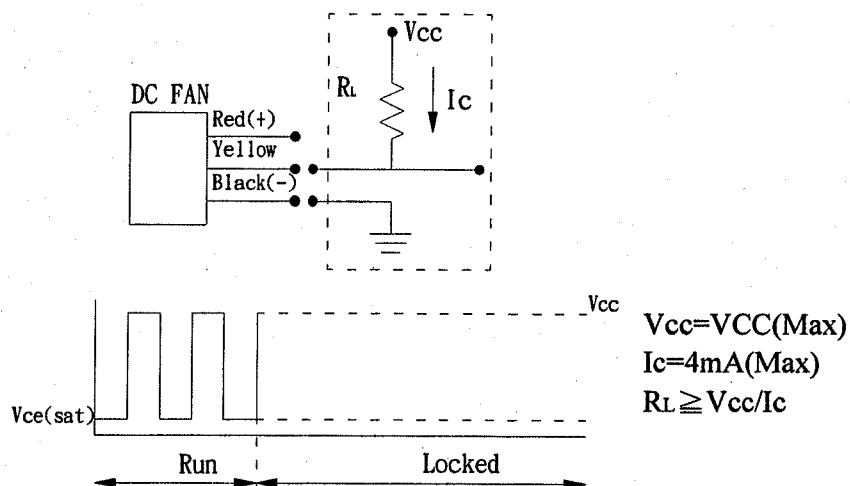 Vcc
DC FAN
RL
Ic
Red(+)
Yellow
Black(-)
Vcc
Vcc=VCC(Max)
Ic=4mA(Max)
RL≧Vcc/Ic
Vce(sat)
Run
Locked